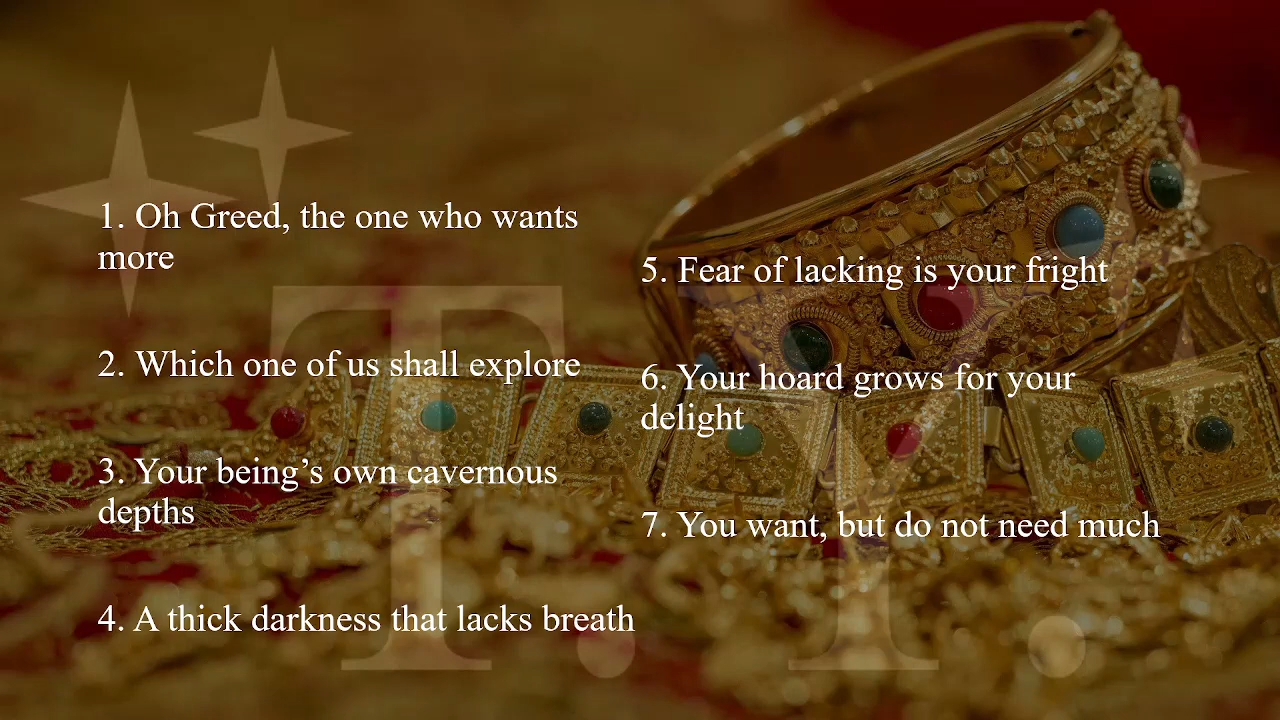 1. Oh Greed, the one who wants
more
2. Which one of us shall explore
3. Your being’s own cavernous
depths
4. A thick darkness that lacks breath
5. Fear of lacking is your fright
6. Your hoard grows for your
delight
7. You want, but do not need much
T. Y.